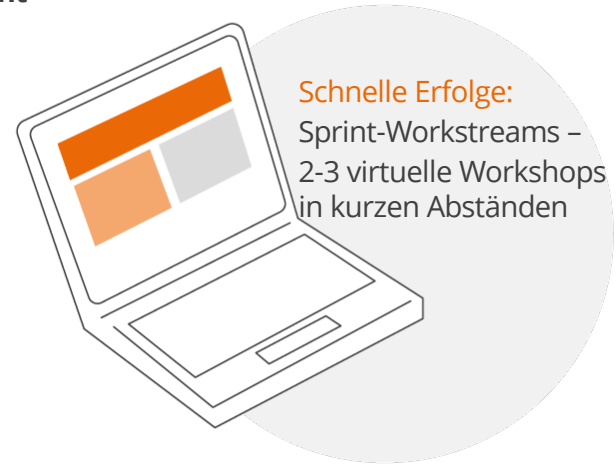 Schnelle Erfolge:
Sprint-Workstreams –
2-3 virtuelle Workshops
in kurzen Abständen